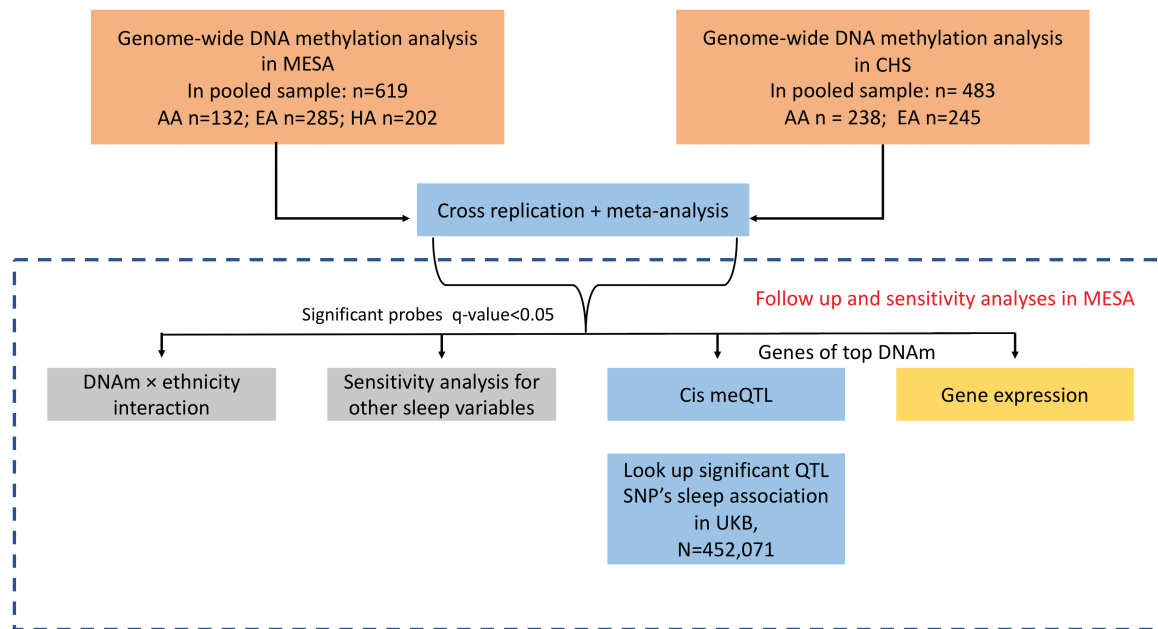 Genome-wide DNA methylation analysis
in MESA
In pooled sample: n=619
AA n=132; EA n=285; HA n=202
Genome-wide DNA methylation analysis
in CHS
In pooled sample: n= 483
AA n = 238;  EA n=245
Cross replication + meta-analysis
Follow up and sensitivity analyses in MESA
Significant probes  q-value<0.05
Genes of top DNAm
DNAm × ethnicity
interaction
Sensitivity analysis for
other sleep variables
Cis meQTL
Gene expression
Look up significant QTL
SNP's sleep association
in UKB,
N=452,071